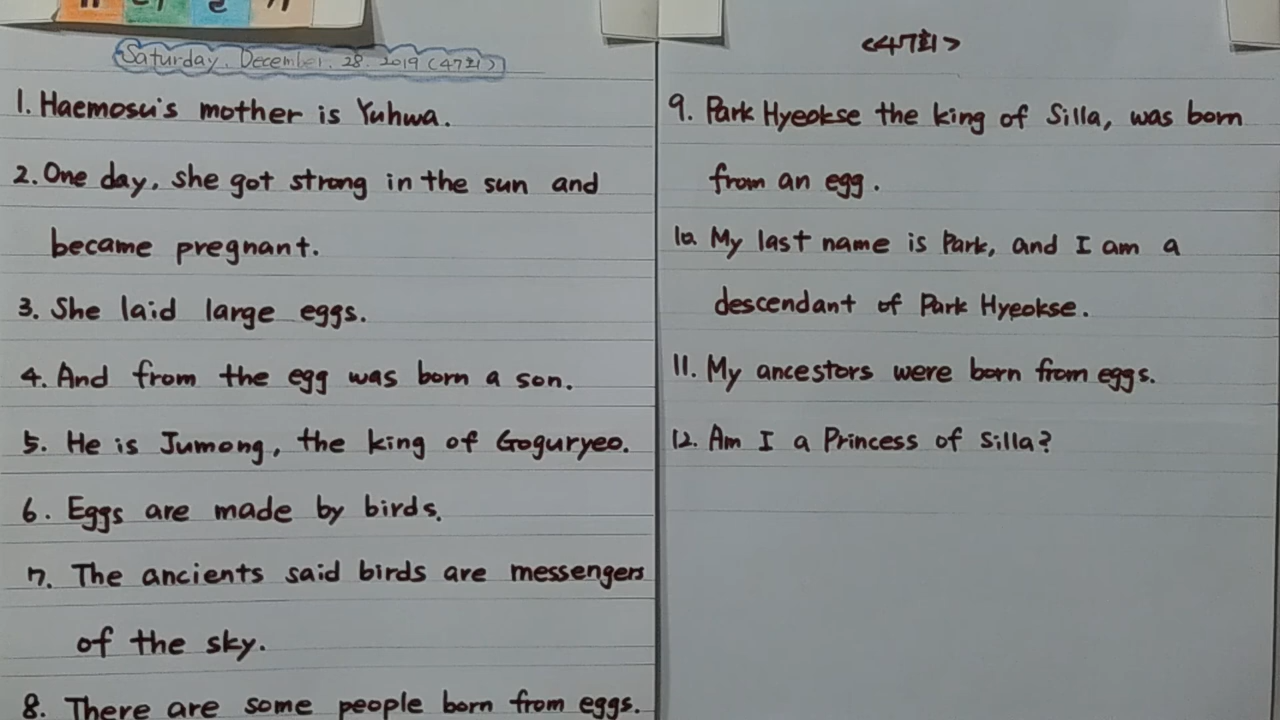 Saturday. December. 28. 2019 (47회)
1. Haemosu's mother is Yuhwa.
2. One day, she got strong in the sun and
became pregnant.
3. She laid large eggs.
4. And from the egg was born a son.
5. He is Jumong, the king of Goguryeo.
6. Eggs are made by birds.
7. The ancients said birds are messengers
of the sky.
8. There are some people born from eggs.
<47회>
9. Park Hyeokse the king of Silla, was born
from an egg.
10. My last name is Park, and I am a
descendant of Park Hyeokse.
11. My ancestors were born from eggs.
12. Am I a Princess of Silla?